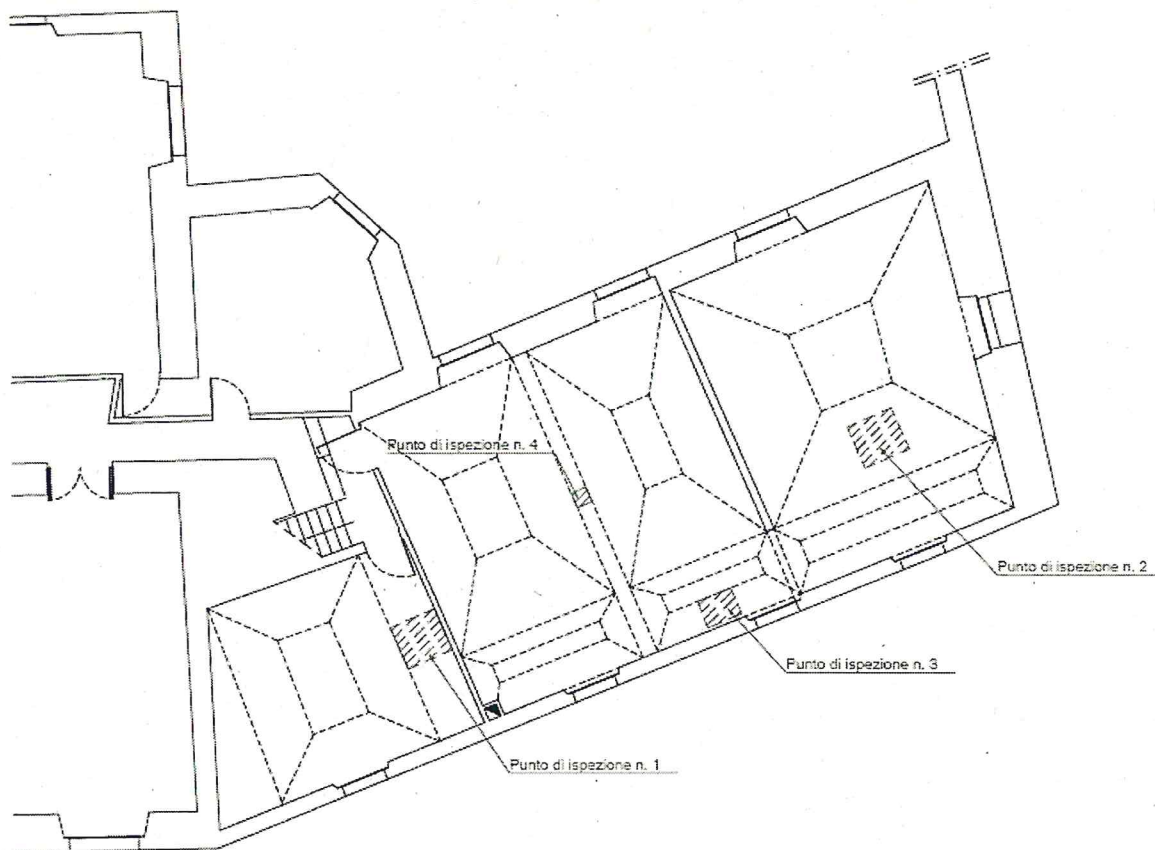 Punto di ispezione n. 4
Punto di ispezione n. 2
Punto di ispezione n. 3
Punto di ispezione n. 1